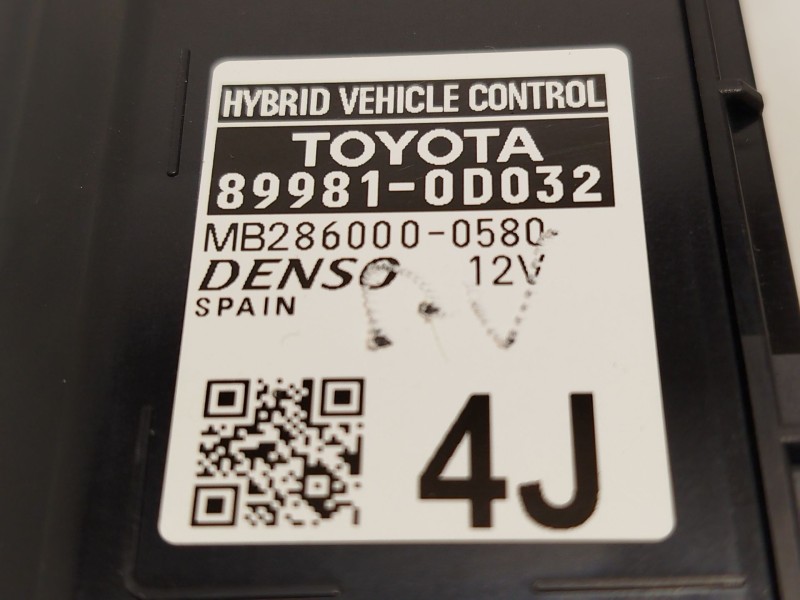 HYBRID VEHICLE CONTROL
TOYOTA
89981-0D032
MB286000-0580
DENSO 12V
SPAIN
4J